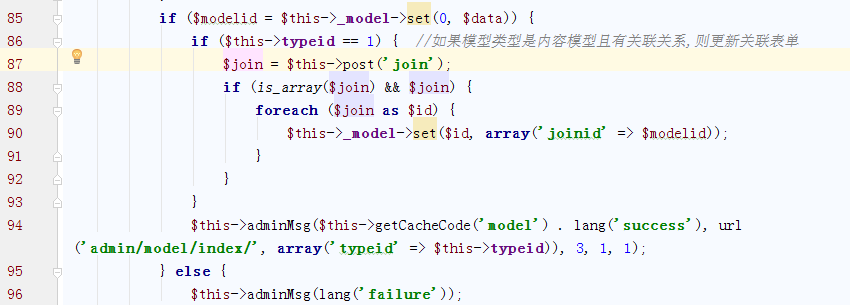 85 if ($modelid = $this->_model->set(0, $data)) {
86 if ($this->typeid == 1) { //如果模型类型是内容模型且有关联关系,则更新关联表单
87 $join = $this->post('join');
88 if (is_array($join) && $join) {
89 foreach ($join as $id) {
90 $this->_model->set($id, array('joinid' => $modelid));
91 }
92 }
93 }
94 $this->adminMsg($this->getCacheCode('model') . lang('success'), url
('admin/model/index/', array('typeid' => $this->typeid)), 3, 1, 1);
95 } else {
96 $this->adminMsg(lang('failure'));